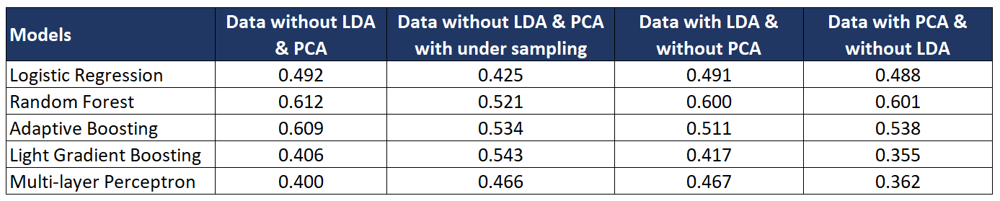 Models
Data without LDA
& PCA
Data without LDA & PCA
with under sampling
Data with LDA &
without PCA
Data with PCA &
without LDA
Logistic Regression 0.492 0.425 0.491 0.488
Random Forest 0.612 0.521 0.600 0.601
Adaptive Boosting 0.609 0.534 0.511 0.538
Light Gradient Boosting 0.406 0.543 0.417 0.355
Multi-layer Perceptron 0.400 0.466 0.467 0.362